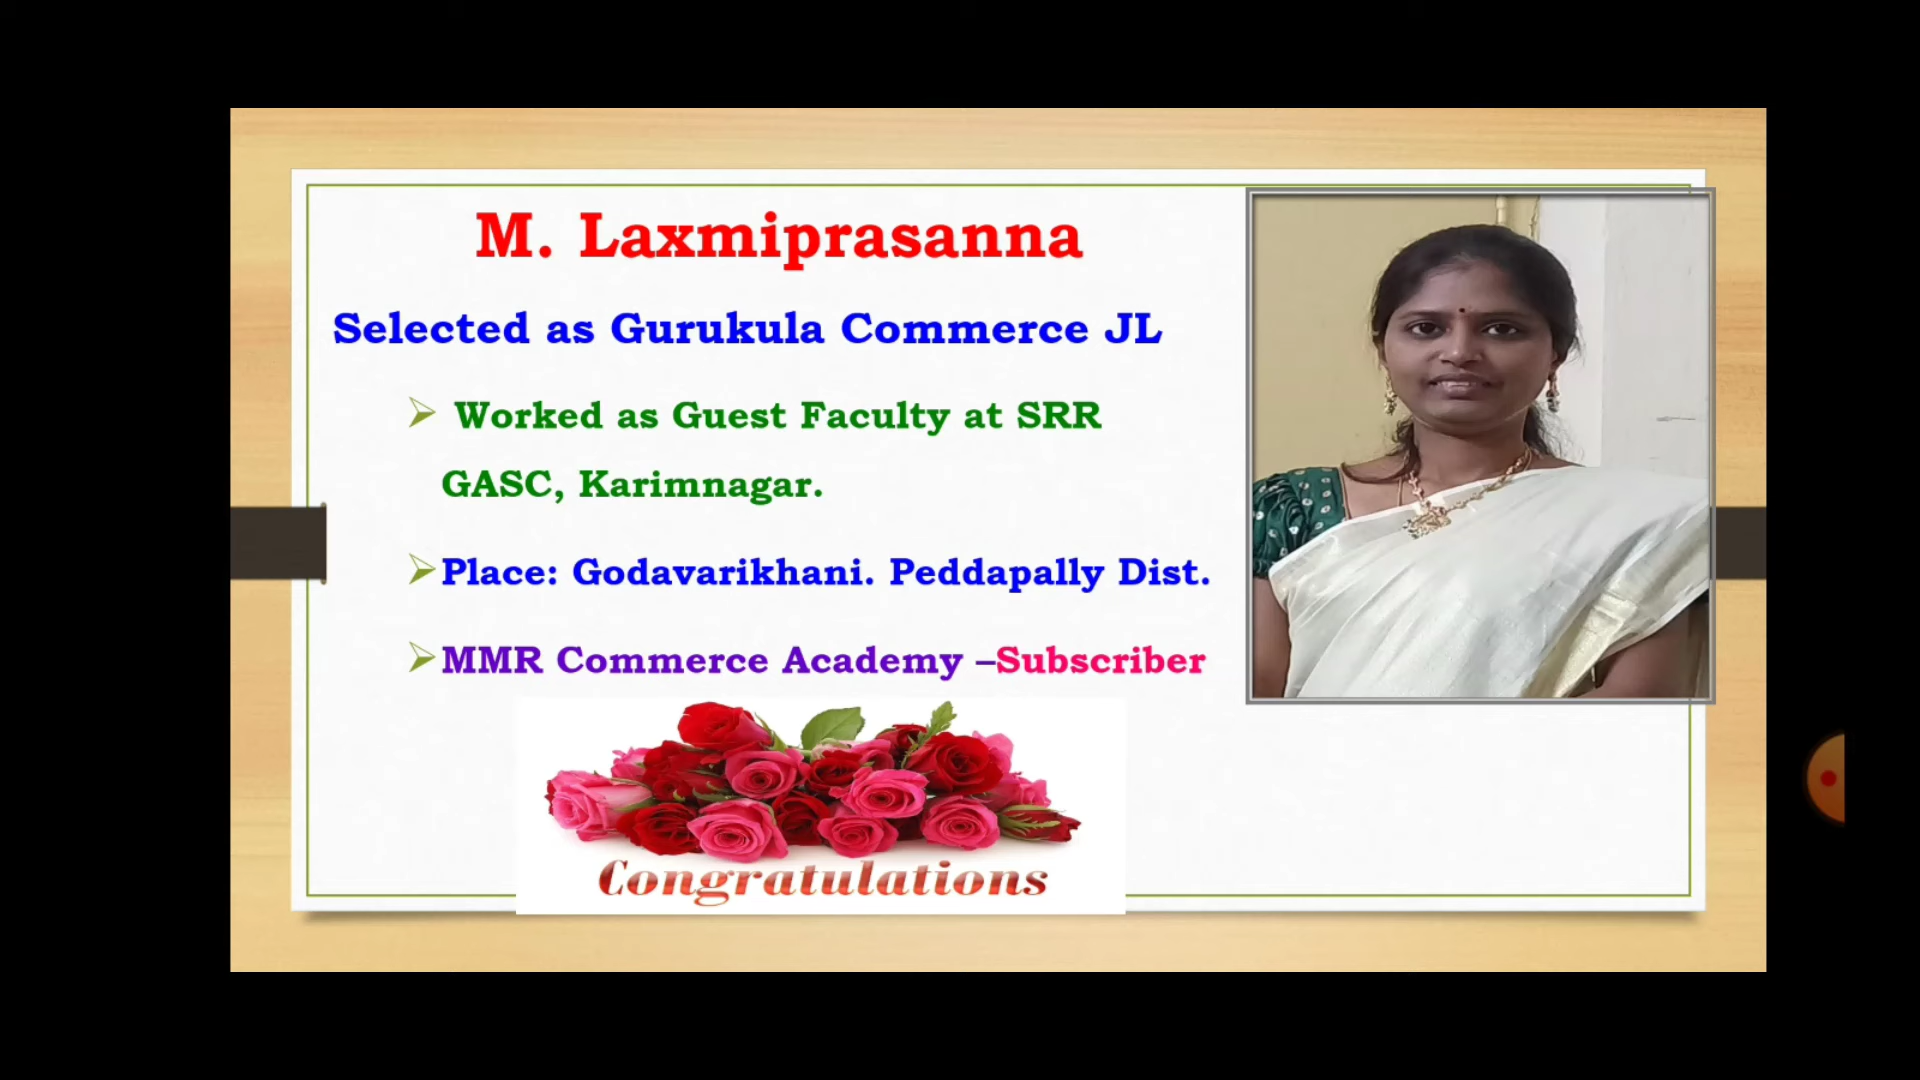 M. Laxmiprasanna
Selected as Gurukula Commerce JL
Worked as Guest Faculty at SRR
GASC, Karimnagar.
Place: Godavarikhani. Peddapally Dist.
MMR Commerce Academy –Subscriber
Congratulations